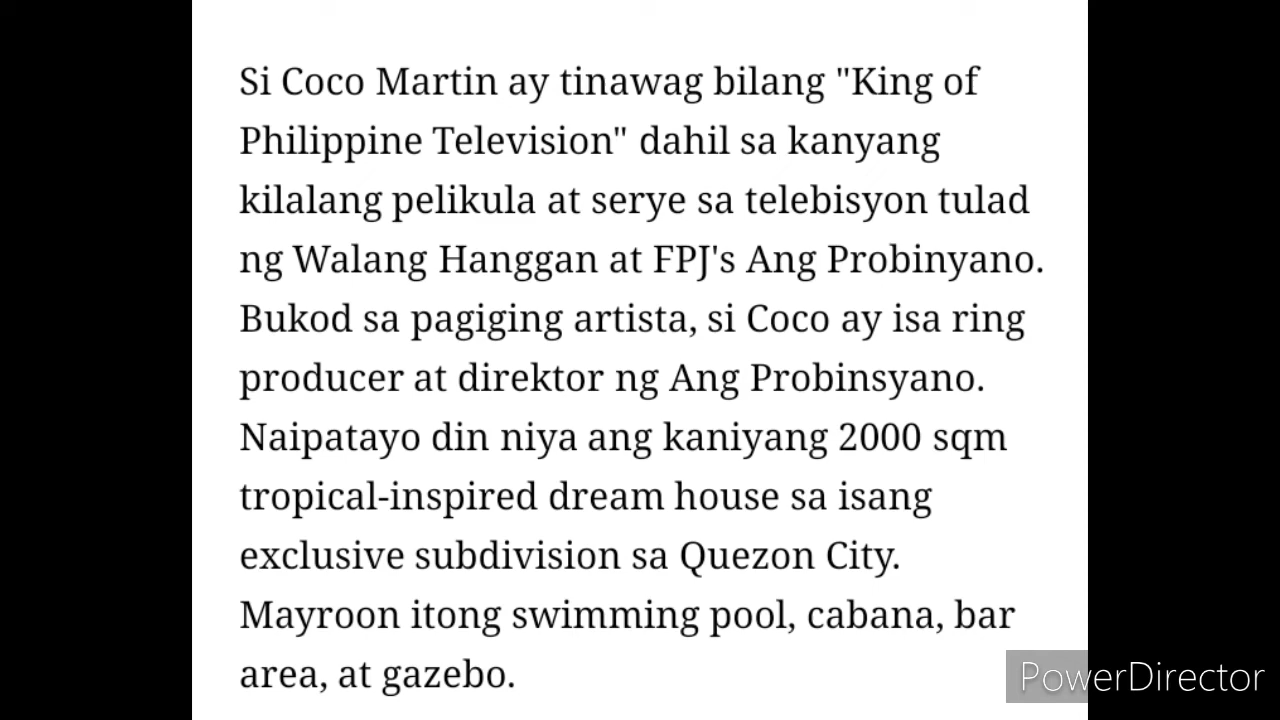 Si Coco Martin ay tinawag bilang "King of
Philippine Television" dahil sa kanyang
kilalang pelikula at serye sa telebisyon tulad
ng Walang Hanggan at FPJ's Ang Probinyano.
Bukod sa pagiging artista, si Coco ay isa ring
producer at direktor ng Ang Probinsyano.
Naipatayo din niya ang kaniyang 2000 sqm
tropical-inspired dream house sa isang
exclusive subdivision sa Quezon City.
Mayroon itong swimming pool, cabana, bar
area, at gazebo.
PowerDirector